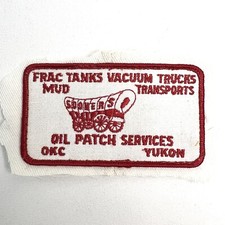 FRAC TANKS VACUUM TRUCKS
MUD TRANSPORTS
SOONERS
OIL PATCH SERVICES
OKC YUKON